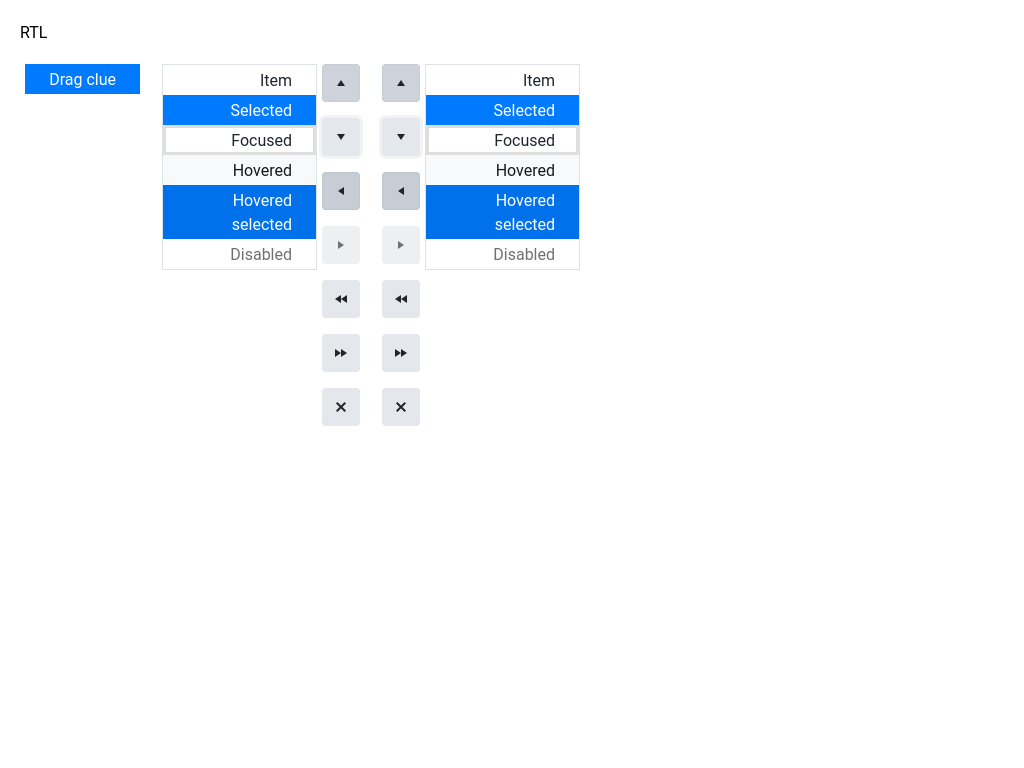 RTL
Drag clue
Item
Selected
Focused
Hovered
Hovered
selected
Disabled
Item
Selected
Focused
Hovered
Hovered
selected
Disabled